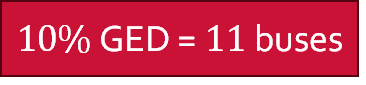 10% GED = 11 buses